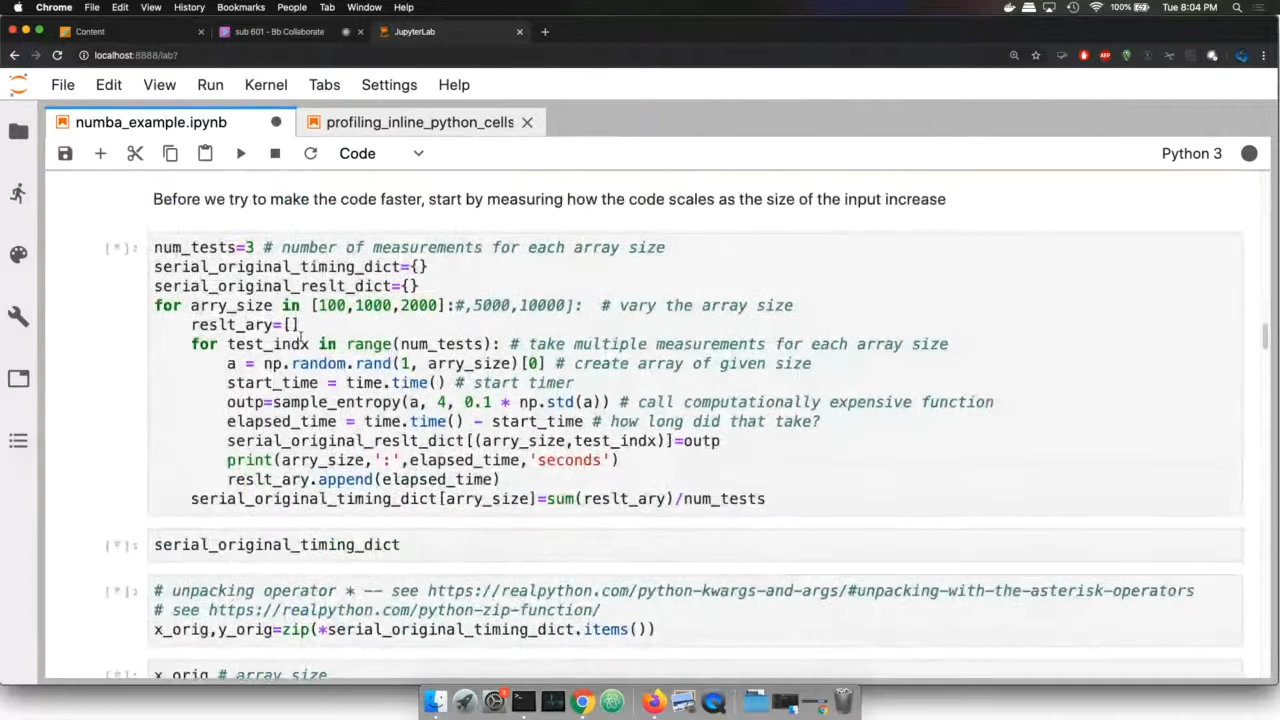 Chrome File Edit View History Bookmarks People Tab Window Help 100% Tue 8:04 PM
Content sub 601 - Bb Collaborate JupyterLab
localhost:8888/lab?
File Edit View Run Kernel Tabs Settings Help
numba_example.ipynb profiling_inline_python_cells
Code Python 3
Before we try to make the code faster, start by measuring how the code scales as the size of the input increase
[*]: num_tests=3 # number of measurements for each array size
serial_original_timing_dict={}
serial_original_reslt_dict={}
for arry_size in [100,1000,2000]:#,5000,10000]:  # vary the array size
reslt_ary=[]
for test_indx in range(num_tests): # take multiple measurements for each array size
a = np.random.rand(1, arry_size)[0] # create array of given size
start_time = time.time() # start timer
outp=sample_entropy(a, 4, 0.1 * np.std(a)) # call computationally expensive function
elapsed_time = time.time() - start_time # how long did that take?
serial_original_reslt_dict[(arry_size,test_indx)]=outp
print(arry_size,':',elapsed_time,'seconds')
reslt_ary.append(elapsed_time)
serial_original_timing_dict[arry_size]=sum(reslt_ary)/num_tests
[*]: serial_original_timing_dict
[*]: # unpacking operator * -- see https://realpython.com/python-kwargs-and-args/#unpacking-with-the-asterisk-operators
# see https://realpython.com/python-zip-function/
x_orig,y_orig=zip(*serial_original_timing_dict.items())
[*]: x_orig # array size